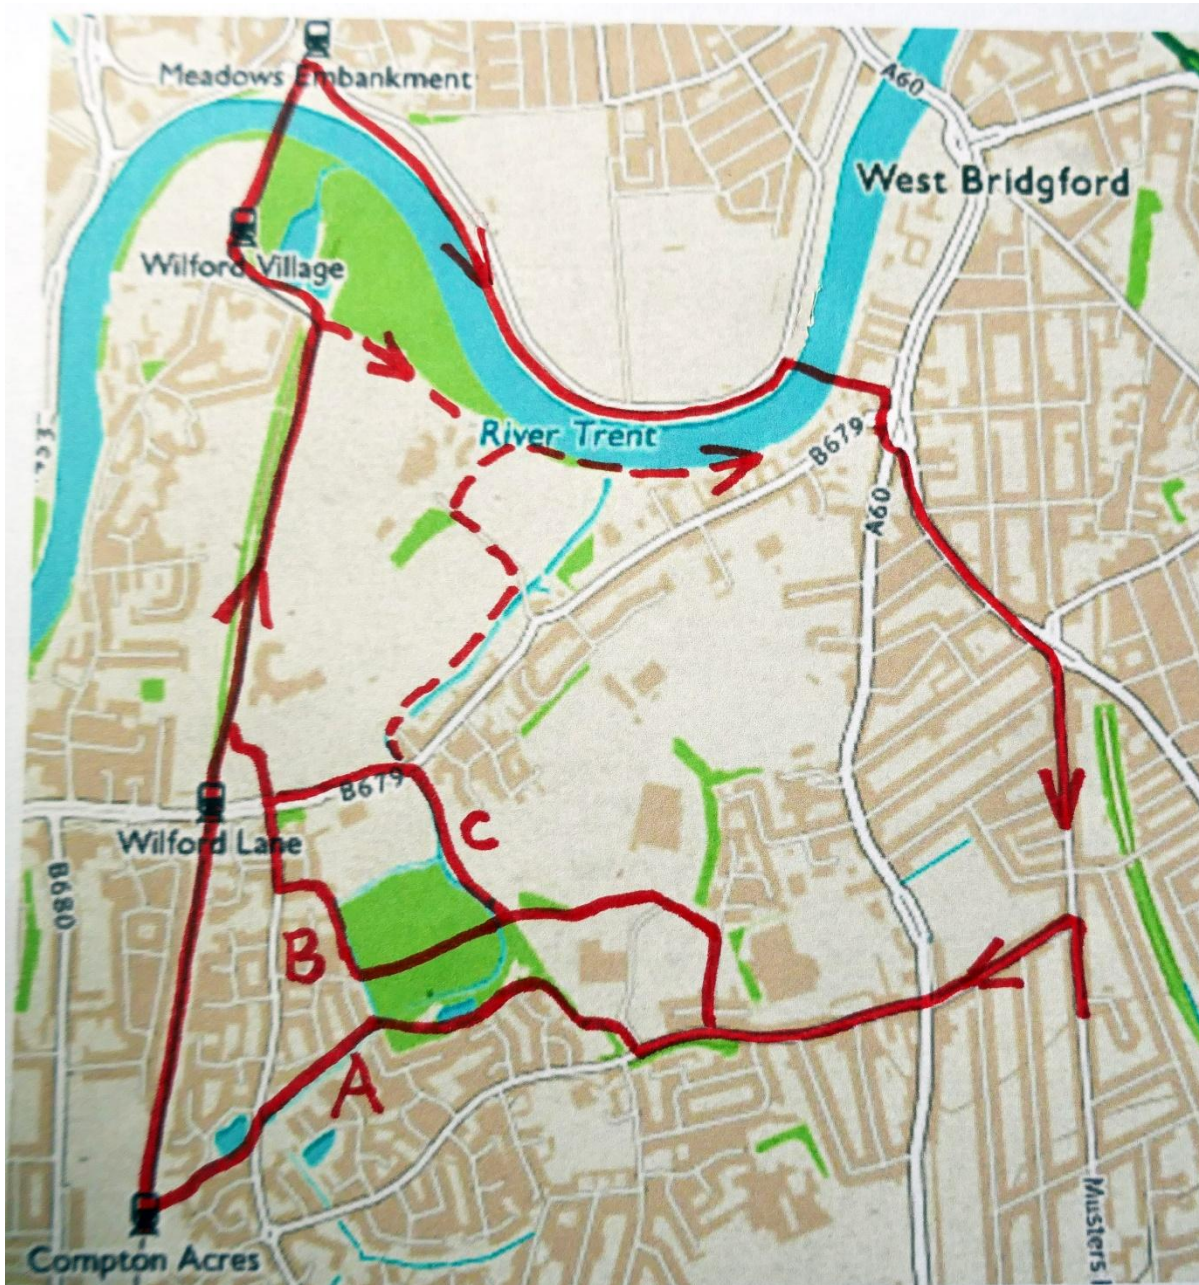 Meadows Embankment
A60
West Bridgford
Wilford Village
River Trent
B679
A60
B679
Wilford Lane
C
B680
B
A
Musters
Compton Acres